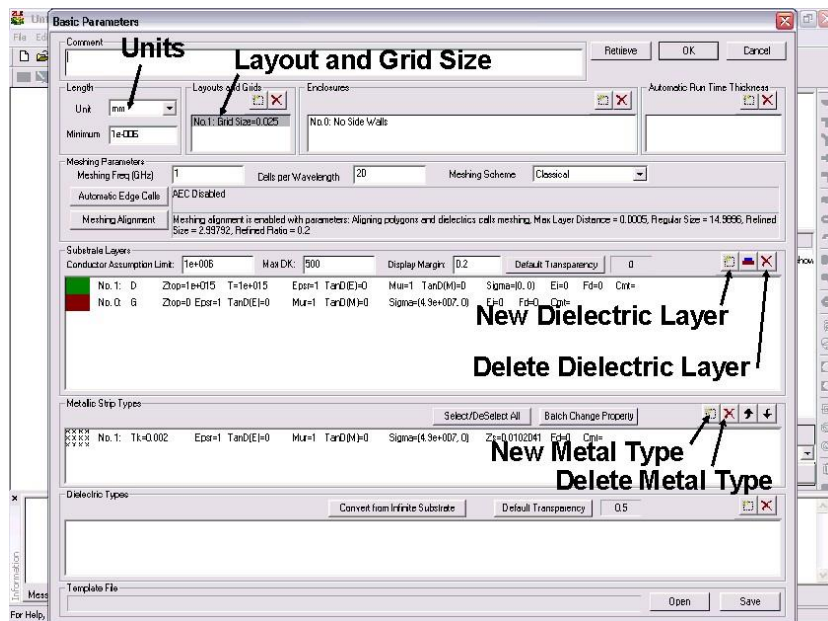 Basic Parameters
Comment
Retrieve OK Cancel
Units
Layout and Grid Size
Length
Layouts and Grids
Enclosures
Automatic Run Time Thickness
Unit mm
No.1: Grid Size=0.025
No.0: No Side Walls
Minimum 1e-006
Meshing Parameters
Meshing Freq (GHz) 1 Cells per Wavelength 20 Meshing Scheme Classical
Automatic Edge Cells AEC Disabled
Meshing Alignment Meshing alignment is enabled with parameters: Aligning polygons and dielectrics calls meshing, Max Layer Distance = 0.0005, Regular Size = 14.9896, Refined
Size = 2.99792, Refined Ratio = 0.2
Substrate Layers
Conductor Assumption Limit: 1e+006 Max DK: 500 Display Margin: 0.2 Default Transparency 0
No. 1: D Ztop=1e+015 T=1e+015 Epsr=1 TanD(E)=0 Mur=1 TanD(M)=0 Sigma=(0, 0) Ei=0 Fd=0 Cmt=
No. 0: G Ztop=0 Epsr=1 TanD(E)=0 Mur=1 TanD(M)=0 Sigma=(4.9e+007, 0) Ei=0 Fd=0 Cmt=
New Dielectric Layer
Delete Dielectric Layer
Metallic Strip Types
Select/DeSelect All Batch Change Property
No. 1: Tk=0.002 Epsr=1 TanD(E)=0 Mur=1 TanD(M)=0 Sigma=(4.9e+007, 0) Zs=0.0102041 Fd=0 Cmt=
New Metal Type
Delete Metal Type
Dielectric Types
Convert from Infinite Substrate Default Transparency 0.5
Template File
Open Save
Information
Mess
For Help,